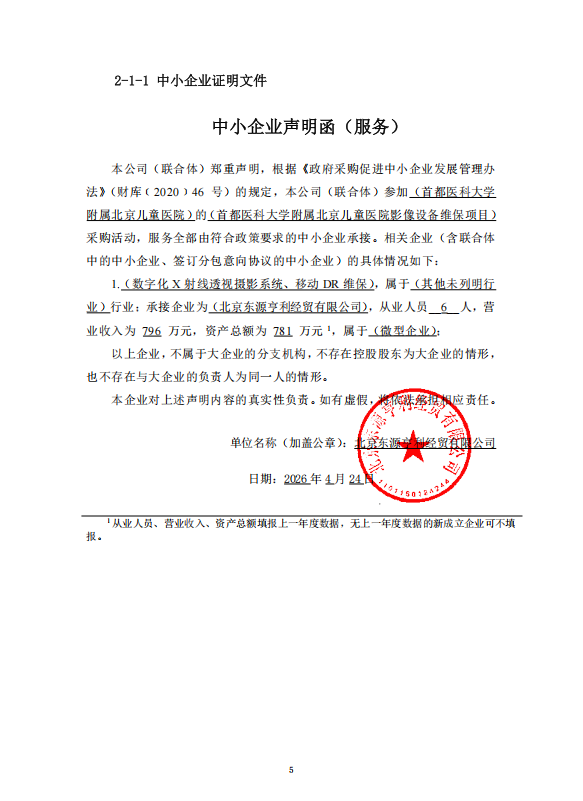 2-1-1 中小企业证明文件
中小企业声明函（服务）
本公司（联合体）郑重声明，根据《政府采购促进中小企业发展管理办
法》（财库﹝2020﹞46 号）的规定，本公司（联合体）参加（首都医科大学
附属北京儿童医院）的（首都医科大学附属北京儿童医院影像设备维保项目）
采购活动，服务全部由符合政策要求的中小企业承接。相关企业（含联合体
中的中小企业、签订分包意向协议的中小企业）的具体情况如下：
1.（数字化 X 射线透视摄影系统、移动 DR 维保），属于（其他未列明行
业）行业；承接企业为（北京东源亨利经贸有限公司），从业人员 6 人，营
业收入为 796 万元，资产总额为 781 万元 1，属于（微型企业）；
以上企业，不属于大企业的分支机构，不存在控股股东为大企业的情形，
也不存在与大企业的负责人为同一人的情形。
本企业对上述声明内容的真实性负责。如有虚假，将依法承担相应责任。
单位名称（加盖公章）：北京东源亨利经贸有限公司
日期：2026 年 4 月 24 日
北京东源亨利经贸有限公司
1 从业人员、营业收入、资产总额填报上一年度数据，无上一年度数据的新成立企业可不填
报。
5